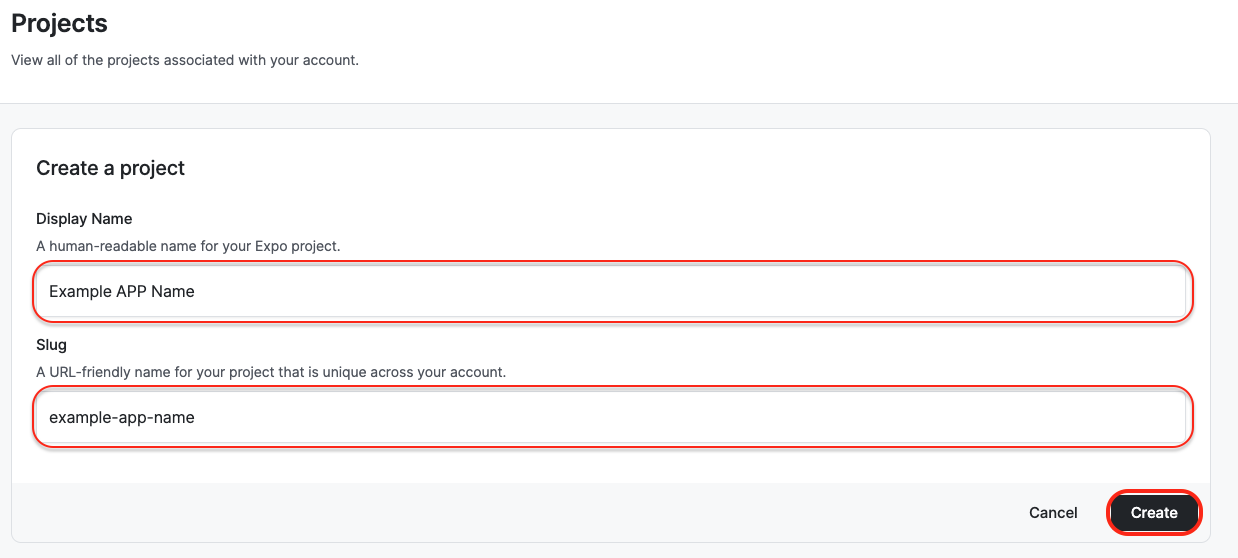 Projects
View all of the projects associated with your account.
Create a project
Display Name
A human-readable name for your Expo project.
Example APP Name
Slug
A URL-friendly name for your project that is unique across your account.
example-app-name
Cancel
Create